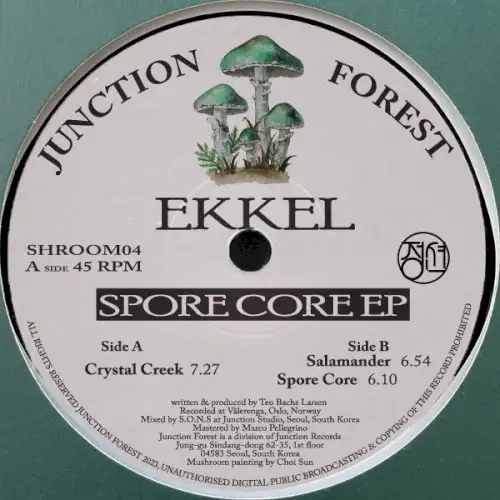 JUNCTION FOREST
EKKEL
SHROOM04
A SIDE 45 RPM
정션
SPORE CORE EP
Side A
Crystal Creek 7.27
Side B
Salamander 6.54
Spore Core 6.10
written & produced by Teo Bachs Larsen
Recorded at Vålerenga, Oslo, Norway
Mixed by S.O.N.S at Junction Studio, Seoul, South Korea
Mastered by Marco Pellegrino
Junction Forest is a division of Junction Records
Jung-gu Sindang-dong 62-35, 1st floor
04583 Seoul, South Korea
Mushroom painting by Choi Sun
ALL RIGHTS RESERVED JUNCTION FOREST 2023, UNAUTHORISED DIGITAL PUBLIC BROADCASTING & COPYING OF THIS RECORD PROHIBITED